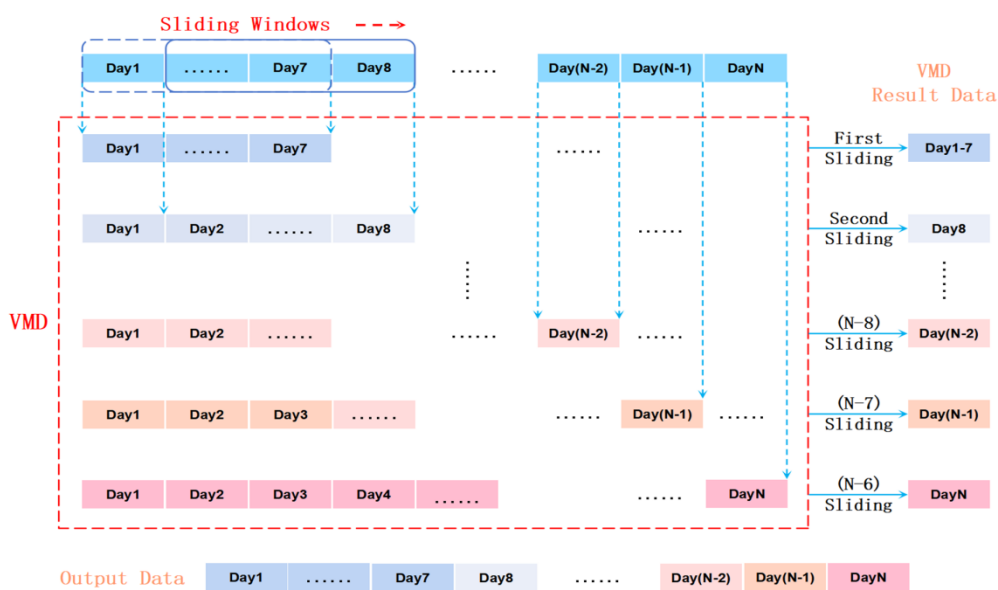 Sliding Windows
Day1 ...... Day7 Day8 ...... Day(N-2) Day(N-1) DayN
VMD
Result Data
Day1 ...... Day7 ...... First Sliding Day1-7
Day1 Day2 ...... Day8 ...... Second Sliding Day8
......
......
VMD
Day1 Day2 ...... ...... Day(N-2) ...... (N-8) Sliding Day(N-2)
Day1 Day2 Day3 ...... ...... Day(N-1) ...... (N-7) Sliding Day(N-1)
Day1 Day2 Day3 Day4 ...... ...... DayN (N-6) Sliding DayN
Output Data Day1 ...... Day7 Day8 ...... Day(N-2) Day(N-1) DayN